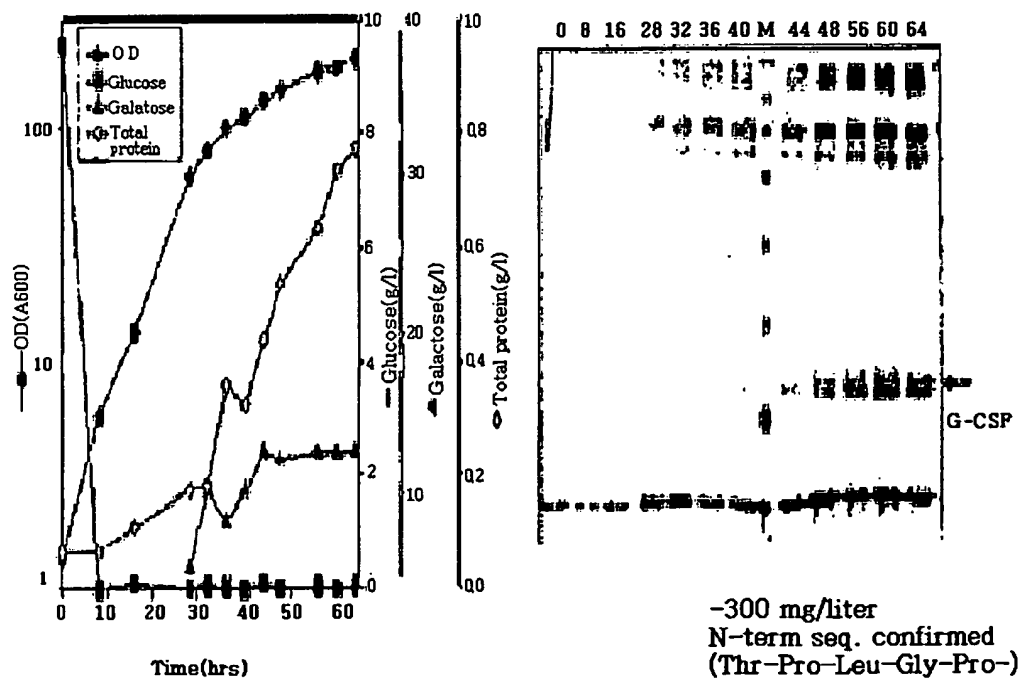 OD
Glucose
Galatose
Total
protein
100
10
1
OD(A600)
0
10
20
30
40
50
60
Time(hrs)
10
8
6
4
2
0
Glucose(g/l)
40
30
20
10
Galactose(g/l)
1.0
0.8
0.6
0.4
0.2
0.0
Total protein(g/l)
0 8 16 28 32 36 40 M 44 48 56 60 64
G-CSF
-300 mg/liter
N-term seq. confirmed
(Thr-Pro-Leu-Gly-Pro-)